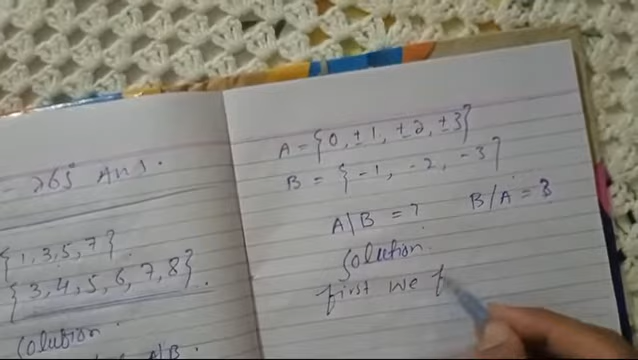 - 265 Ans.
{1, 3, 5, 7}.
{3, 4, 5, 6, 7, 8}.
Solution.
A\B.
A = {0, ±1, ±2, ±3}
B = {-1, -2, -3}
A\B = ? B/A = 3
Solution.
first we f